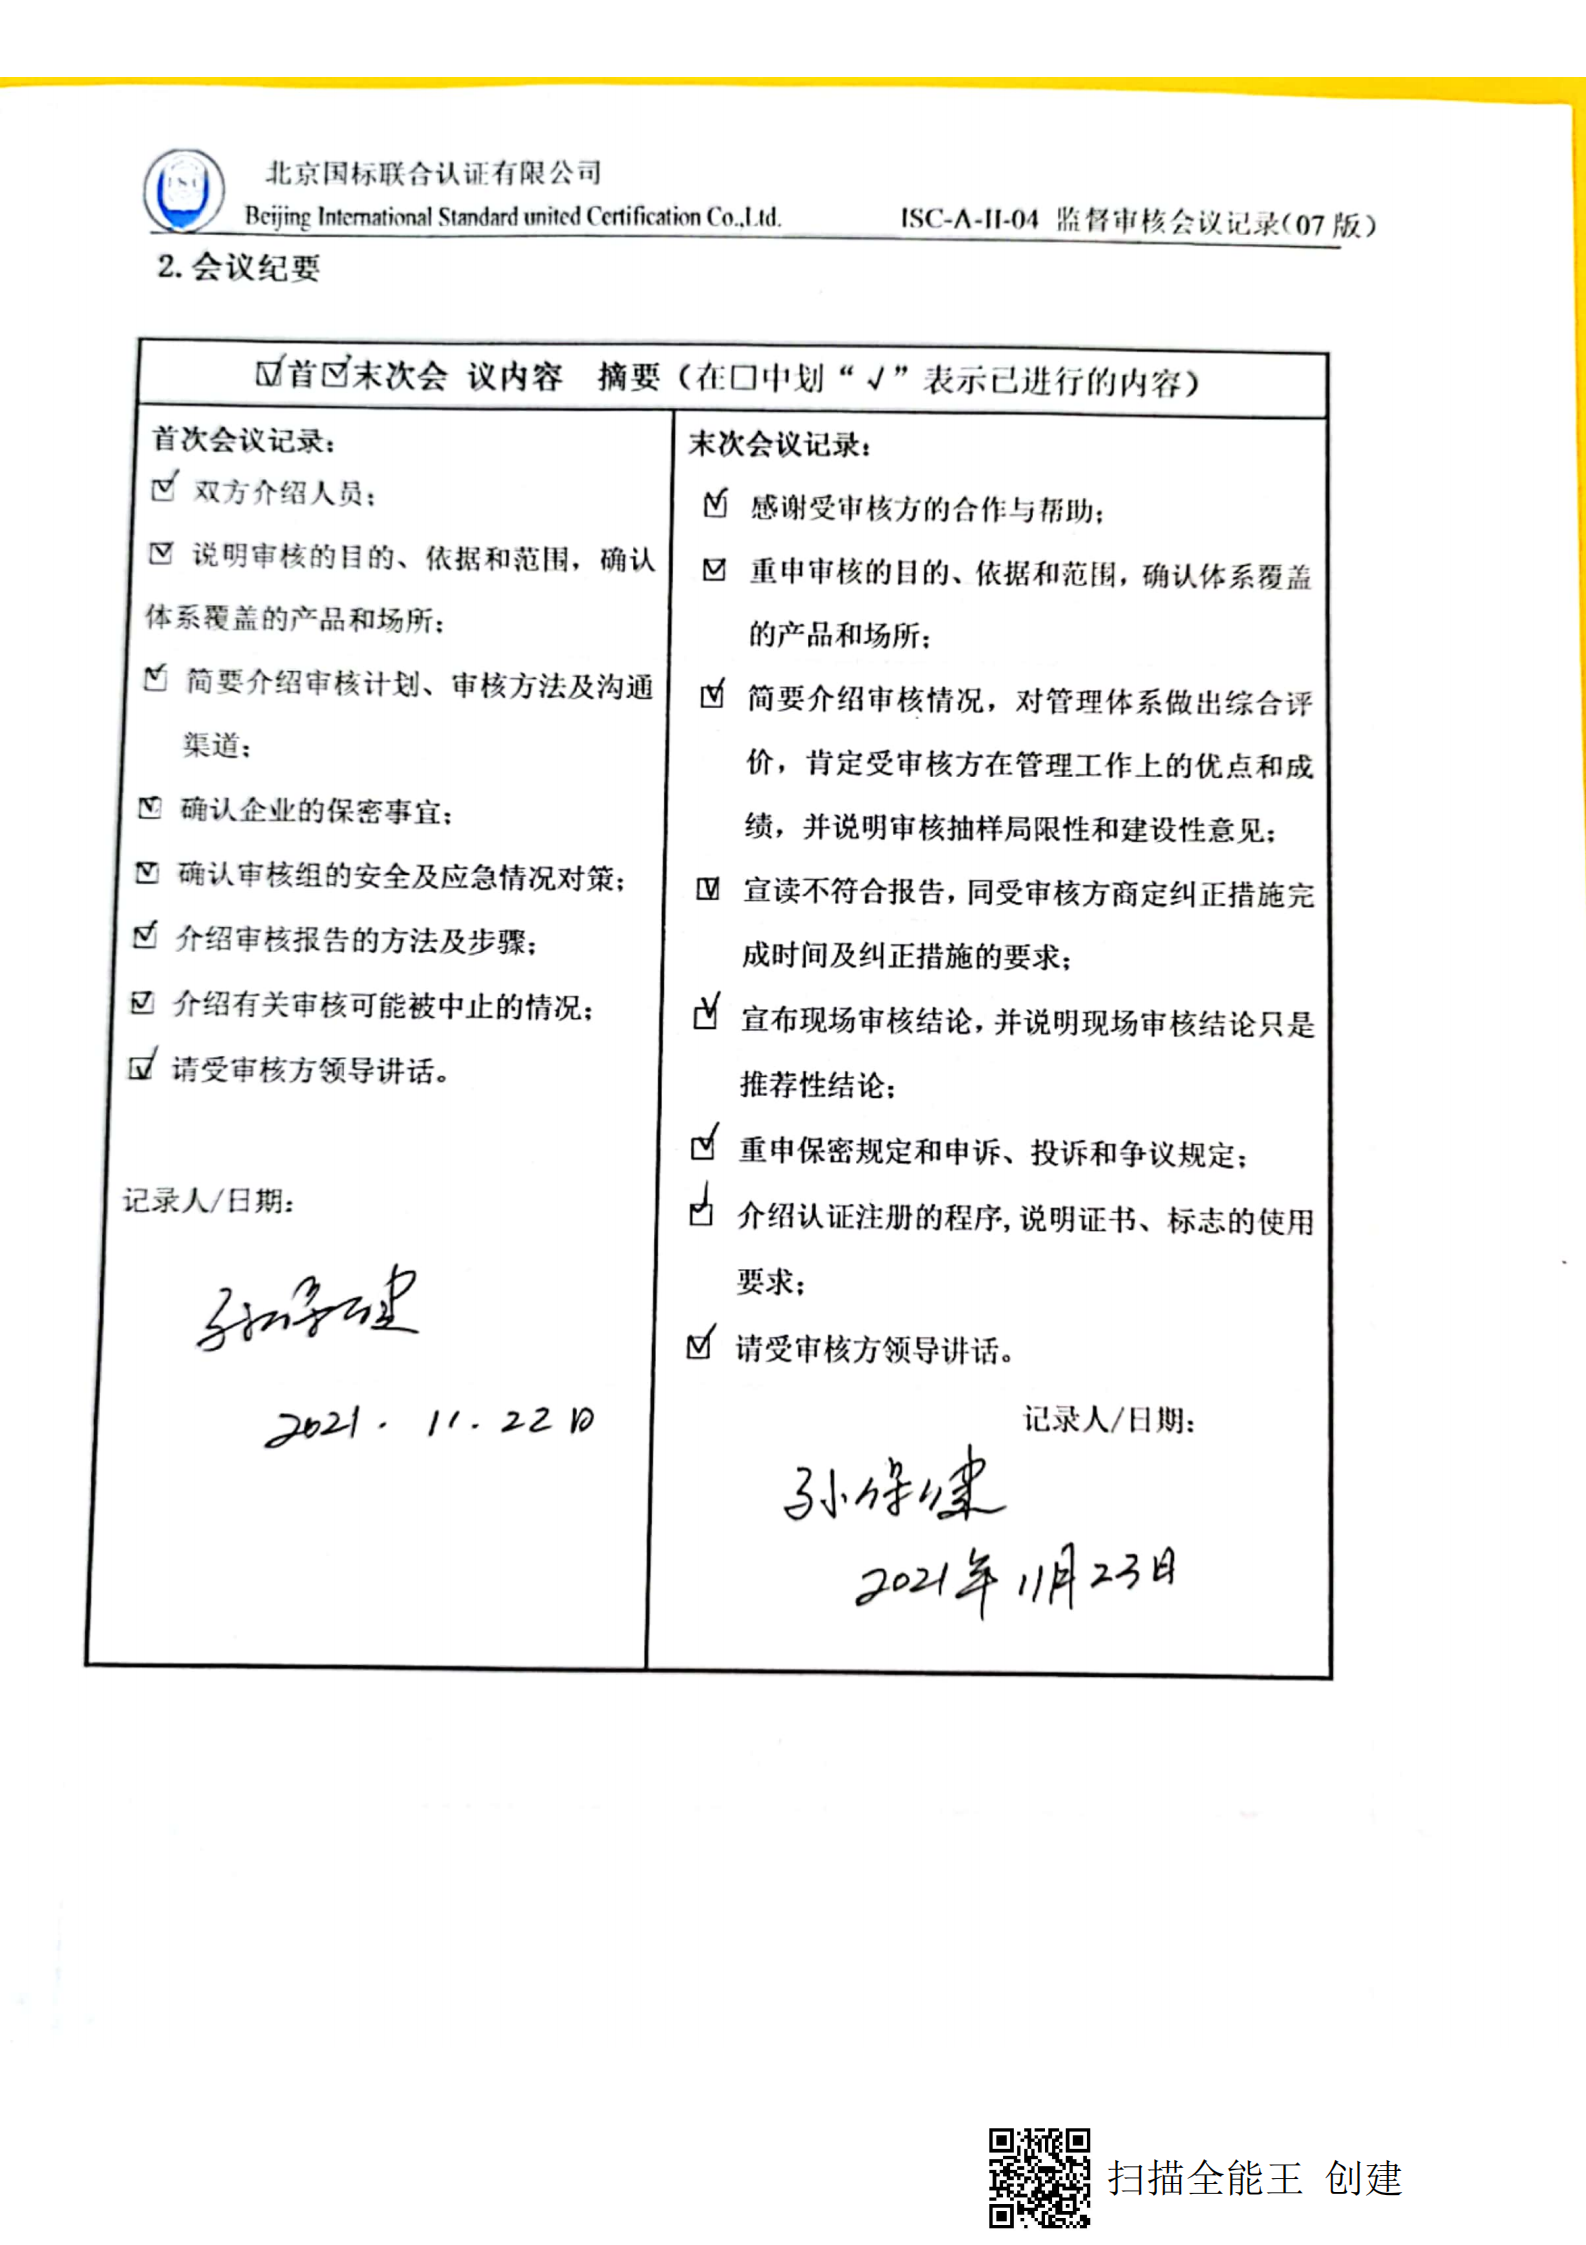 北京国标联合认证有限公司
Beijing International Standard united Certification Co.,Ltd.
ISC-A-II-04 监督审核会议记录(07 版)
2.会议纪要
☑首☑末次会 议内容 摘要(在□中划“√”表示已进行的内容)
首次会议记录:
☑ 双方介绍人员;
☑ 说明审核的目的、依据和范围,确认
体系覆盖的产品和场所;
☑ 简要介绍审核计划、审核方法及沟通
渠道;
☑ 确认企业的保密事宜;
☑ 确认审核组的安全及应急情况对策;
☑ 介绍审核报告的方法及步骤;
☑ 介绍有关审核可能被中止的情况;
☑ 请受审核方领导讲话。
记录人/日期:
孙保健
2021. 11. 22日
末次会议记录:
☑ 感谢受审核方的合作与帮助;
☑ 重申审核的目的、依据和范围,确认体系覆盖
的产品和场所;
☑ 简要介绍审核情况,对管理体系做出综合评
价,肯定受审核方在管理工作上的优点和成
绩,并说明审核抽样局限性和建设性意见;
☑ 宣读不符合报告,同受审核方商定纠正措施完
成时间及纠正措施的要求;
☑ 宣布现场审核结论,并说明现场审核结论只是
推荐性结论;
☑ 重申保密规定和申诉、投诉和争议规定;
☑ 介绍认证注册的程序,说明证书、标志的使用
要求;
☑ 请受审核方领导讲话。
记录人/日期:
孙保健
2021年11月23日
扫描全能王 创建